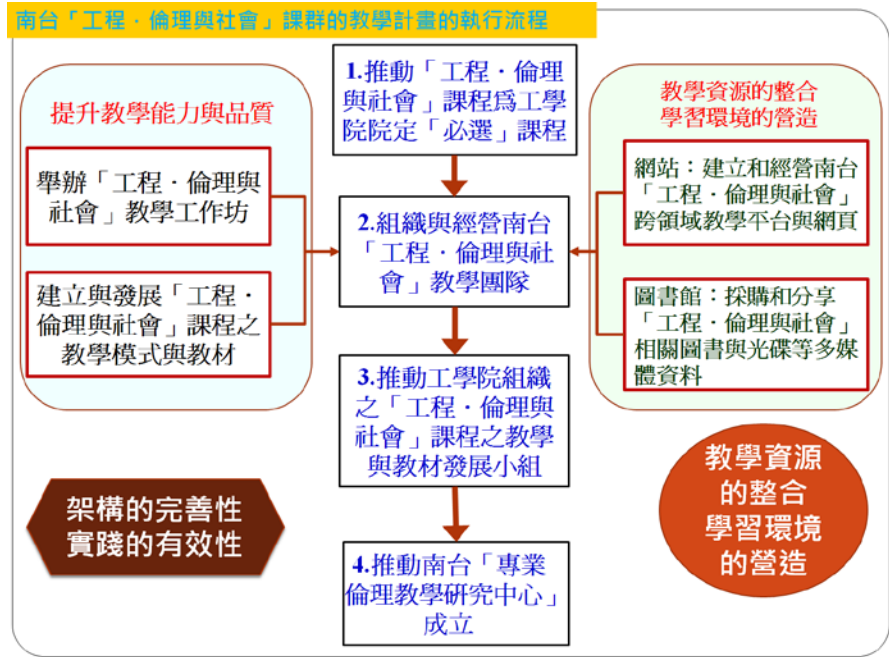 南台「工程．倫理與社會」課群的教學計畫的執行流程
提升教學能力與品質
舉辦「工程．倫理與
社會」教學工作坊
建立與發展「工程．
倫理與社會」課程之
教學模式與教材
架構的完善性
實踐的有效性
1.推動「工程．倫理
與社會」課程為工學
院院定「必選」課程
2.組織與經營南台
「工程．倫理與社
會」教學團隊
3.推動工學院組織
之「工程．倫理與
社會」課程之教學
與教材發展小組
4.推動南台「專業
倫理教學研究中心」
成立
教學資源的整合
學習環境的營造
網站：建立和經營南台
「工程．倫理與社會」
跨領域教學平台與網頁
圖書館：採購和分享
「工程．倫理與社會」
相關圖書與光碟等多媒
體資料
教學資源
的整合
學習環境
的營造